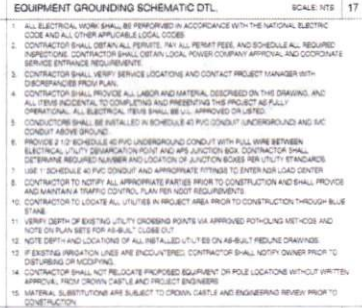 EQUIPMENT GROUNDING SCHEMATIC DTL. SCALE: NTS 17
1. ALL ELECTRICAL WORK SHALL BE PERFORMED IN ACCORDANCE WITH THE NATIONAL ELECTRIC
CODE AND ALL OTHER APPLICABLE LOCAL CODES.
2. CONTRACTOR SHALL OBTAIN ALL PERMITS, PAY ALL PERMIT FEES, AND SCHEDULE ALL REQUIRED
INSPECTIONS. CONTRACTOR SHALL OBTAIN LOCAL POWER COMPANY APPROVAL AND COORDINATE
SERVICE ENTRANCE REQUIREMENTS.
3. CONTRACTOR SHALL VERIFY SERVICE LOCATIONS AND CONTACT PROJECT MANAGER WITH
DISCREPANCIES FROM PLAN.
4. CONTRACTOR SHALL PROVIDE ALL LABOR AND MATERIAL DESCRIBED ON THIS DRAWING, AND
ALL ITEMS INCIDENTAL TO COMPLETING AND PRESENTING THIS PROJECT AS FULLY
OPERATIONAL. ALL ELECTRICAL ITEMS SHALL BE U.L. APPROVED OR LISTED.
5. CONDUCTORS SHALL BE INSTALLED IN SCHEDULE 40 PVC CONDUIT (UNDERGROUND) AND IMC
CONDUIT ABOVE GROUND.
6. PROVIDE 2 1/2" SCHEDULE 40 PVC UNDERGROUND CONDUIT WITH PULL WIRE BETWEEN
ELECTRICAL UTILITY DEMARCATION POINT AND APS JUNCTION BOX. CONTRACTOR SHALL
DETERMINE REQUIRED NUMBER AND LOCATION OF JUNCTION BOXES PER UTILITY STANDARDS.
7. USE 1" SCHEDULE 40 PVC CONDUIT AND APPROPRIATE FITTINGS TO ENTER NSR LOAD CENTER
8. CONTRACTOR TO NOTIFY ALL APPROPRIATE PARTIES PRIOR TO CONSTRUCTION AND SHALL PROVIDE
AND MAINTAIN A TRAFFIC CONTROL PLAN PER NDOT REQUIREMENTS.
10. CONTRACTOR TO LOCATE ALL UTILITIES IN PROJECT AREA PRIOR TO CONSTRUCTION THROUGH BLUE
STAKE
11. VERIFY DEPTH OF EXISTING UTILITY CROSSING POINTS VIA APPROVED POTHOLING METHODS AND
NOTE ON PLAN SETS FOR AS-BUILT CLOSE OUT
12. NOTE DEPTH AND LOCATIONS OF ALL INSTALLED UTILITIES ON AS-BUILT REDLINE DRAWINGS.
13. IF EXISTING IRRIGATION LINES ARE ENCOUNTERED, CONTRACTOR SHALL NOTIFY OWNER PRIOR TO
DISTURBING OR MODIFYING.
14. CONTRACTOR SHALL NOT RELOCATE PROPOSED EQUIPMENT OR POLE LOCATIONS WITHOUT WRITTEN
APPROVAL FROM CROWN CASTLE AND PROJECT ENGINEERS
15. MATERIAL SUBSTITUTIONS ARE SUBJECT TO CROWN CASTLE AND ENGINEERING REVIEW PRIOR TO
CONSTRUCTION